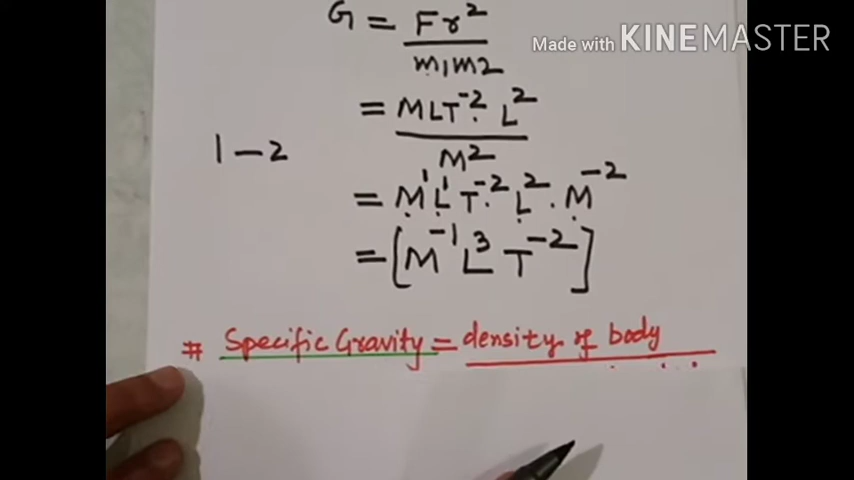 G = Fr²
m1m2
Made with KINEMASTER
= MLT⁻². L²
M²
1-2
= M¹L¹T⁻². L². M⁻²
= [M⁻¹ L³ T⁻²]
# Specific Gravity = density of body